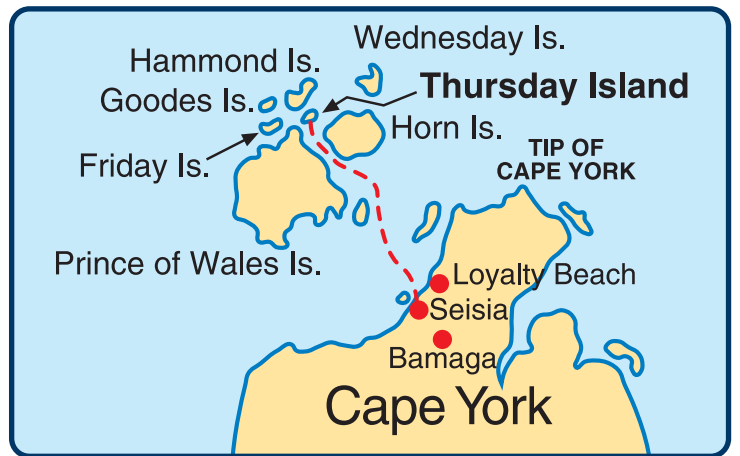 Wednesday Is.
Hammond Is.
Thursday Island
Goodes Is.
Horn Is.
TIP OF
CAPE YORK
Friday Is.
Prince of Wales Is.
Loyalty Beach
Seisia
Bamaga
Cape York